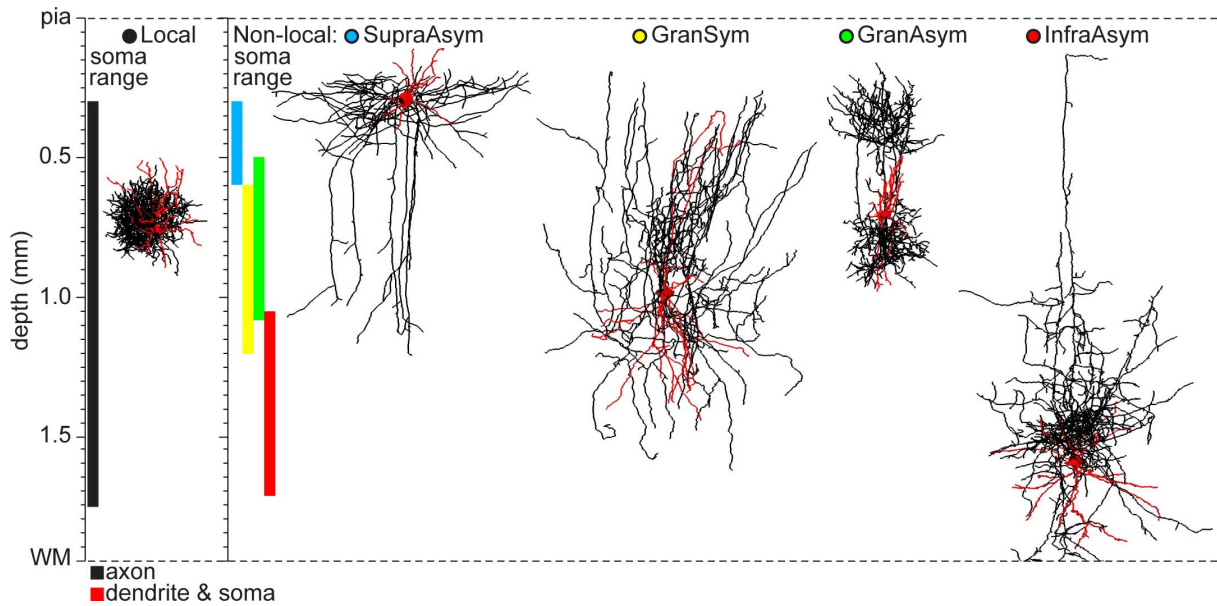 pia
Local
Non-local: SupraAsym
GranSym
GranAsym
InfraAsym
soma
range
soma
range
0.5
1.0
1.5
WM
depth (mm)
axon
dendrite & soma